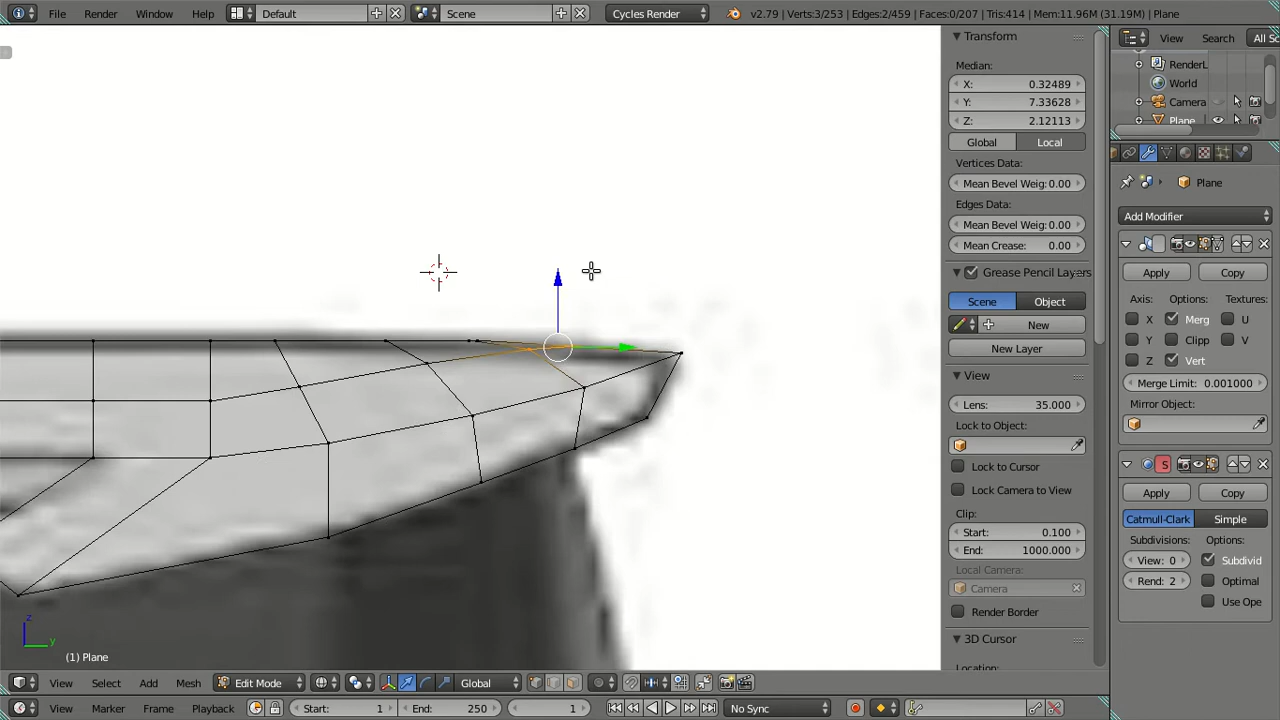 File Render Window Help Default Scene Cycles Render v2.79 | Verts:3/253 | Edges:2/459 | Faces:0/207 | Tris:414 | Mem:11.96M (31.19M) | Plane
Transform
View Search All Sc
Median:
RenderL
X: 0.32489
World
Y: 7.33628
Camera
Z: 2.12113
Plane
Global Local
Vertices Data:
Mean Bevel Weig: 0.00
Plane
Edges Data:
Add Modifier
Mean Bevel Weig: 0.00
Mean Crease: 0.00
Grease Pencil Layers
Apply Copy
Scene Object
Axis: Options: Textures:
X Merg U
New
Y Clipp V
New Layer
Z Vert
View
Merge Limit: 0.001000
Lens: 35.000
Mirror Object:
Lock to Object:
Lock to Cursor
S
Lock Camera to View
Apply Copy
Clip:
Catmull-Clark Simple
Start: 0.100
Subdivisions: Options:
End: 1000.000
View: 0 Subdivid
Local Camera:
Rend: 2 Optimal
Camera
Use Ope
Render Border
z
y
3D Cursor
(1) Plane
Location:
View Select Add Mesh Edit Mode Global
View Marker Frame Playback Start: 1 End: 250 1 No Sync